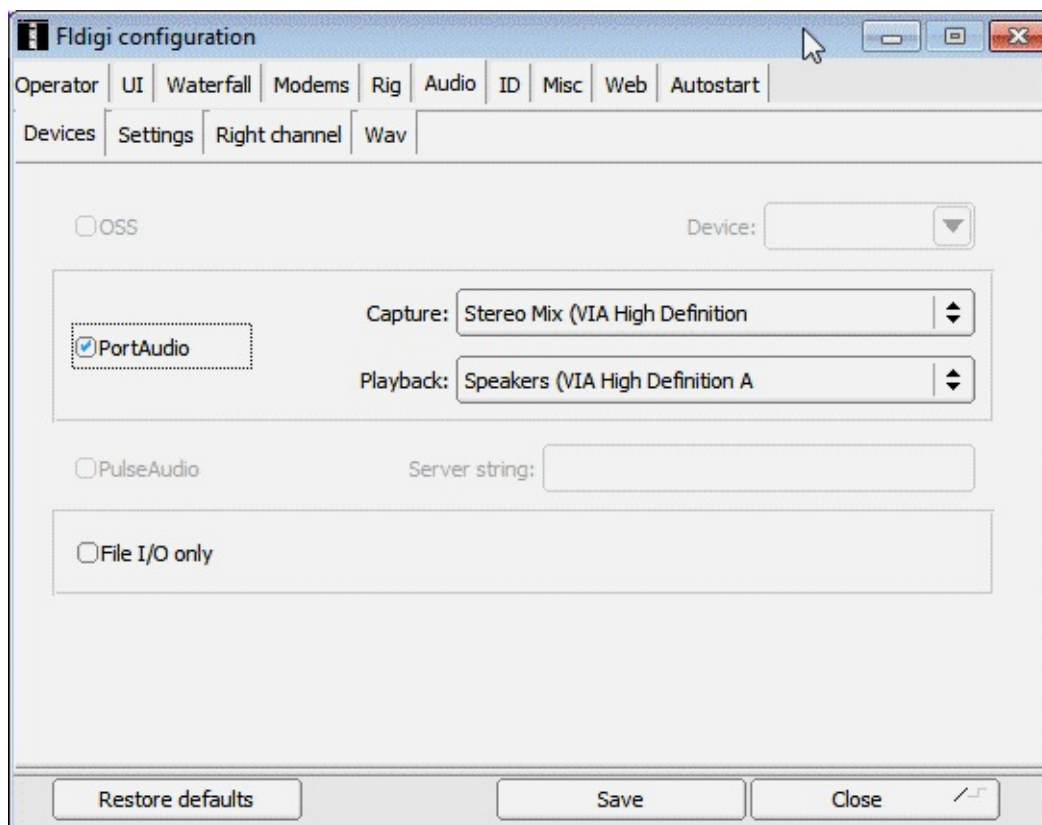 Fldigi configuration
Operator UI Waterfall Modems Rig Audio ID Misc Web Autostart
Devices Settings Right channel Wav
OSS Device:
Capture: Stereo Mix (VIA High Definition
PortAudio
Playback: Speakers (VIA High Definition A
PulseAudio Server string:
File I/O only
Restore defaults Save Close